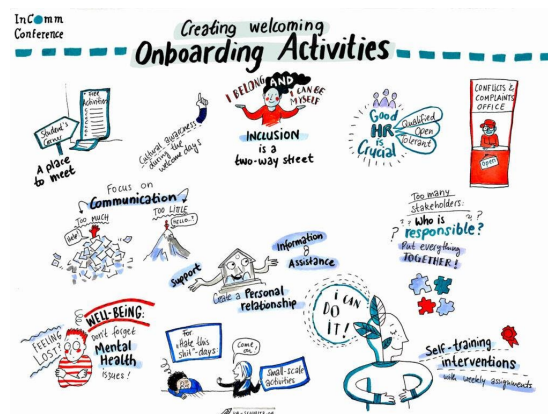 InComm
Conference
Creating welcoming
Onboarding Activities
Student's
Corner
Activities
A place
to meet
Cultural awareness
during the
welcome days
I BELONG AND I CAN BE
MYSELF
INCLUSION
is a
two-way street
Good
HR
is
Crucial
Qualified
Open
Tolerant
CONFLICTS &
COMPLAINTS
OFFICE
Open
Focus on
Communication
TOO MUCH
Help!
TOO LITTLE
HELLO..?
Too many
stakeholders:
Who is
responsible?
Put everything
TOGETHER!
Support
Information
&
Assistance
Create a Personal
relationship
WELL-BEING:
FEELING
LOST?
Don't forget
Mental
Health
issues!
For
"Hate this
shit"-days
Come,
on
Small-scale
activities
I CAN
DO
IT!
Self-training
interventions
with weekly assignments